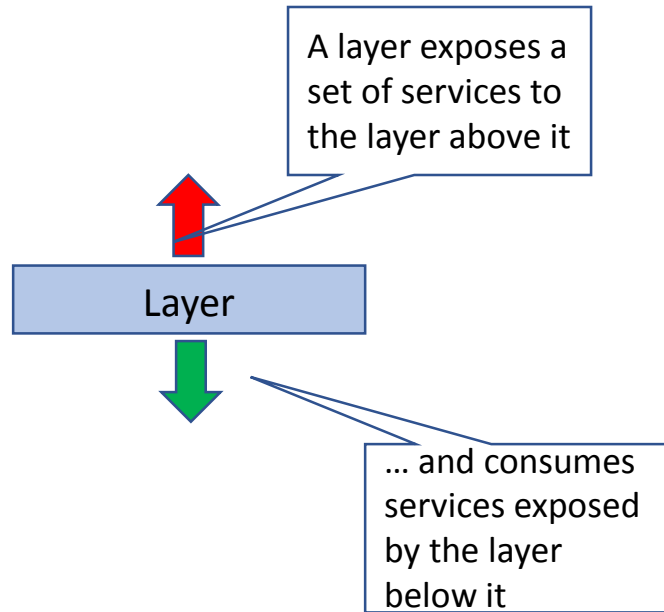 A layer exposes a
set of services to
the layer above it
Layer
... and consumes
services exposed
by the layer
below it